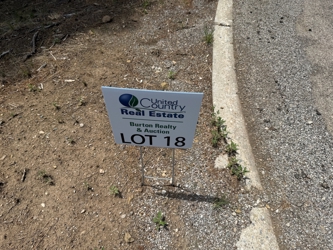 United
Country
Real Estate
Burton Realty
& Auction
LOT 18